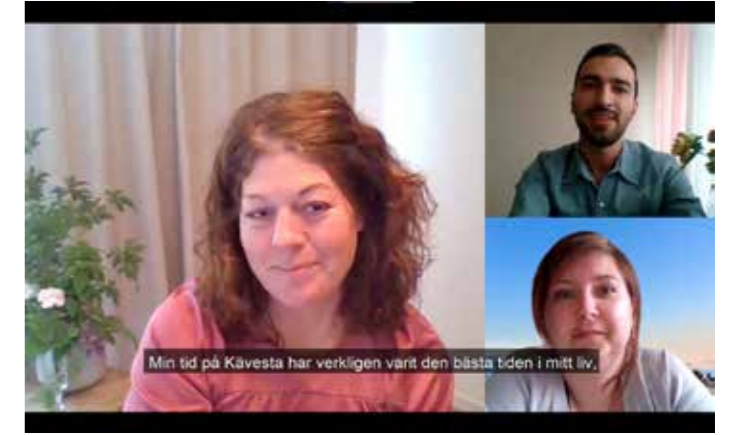 Min tid på Kävesta har verkligen varit den bästa tiden i mitt liv,